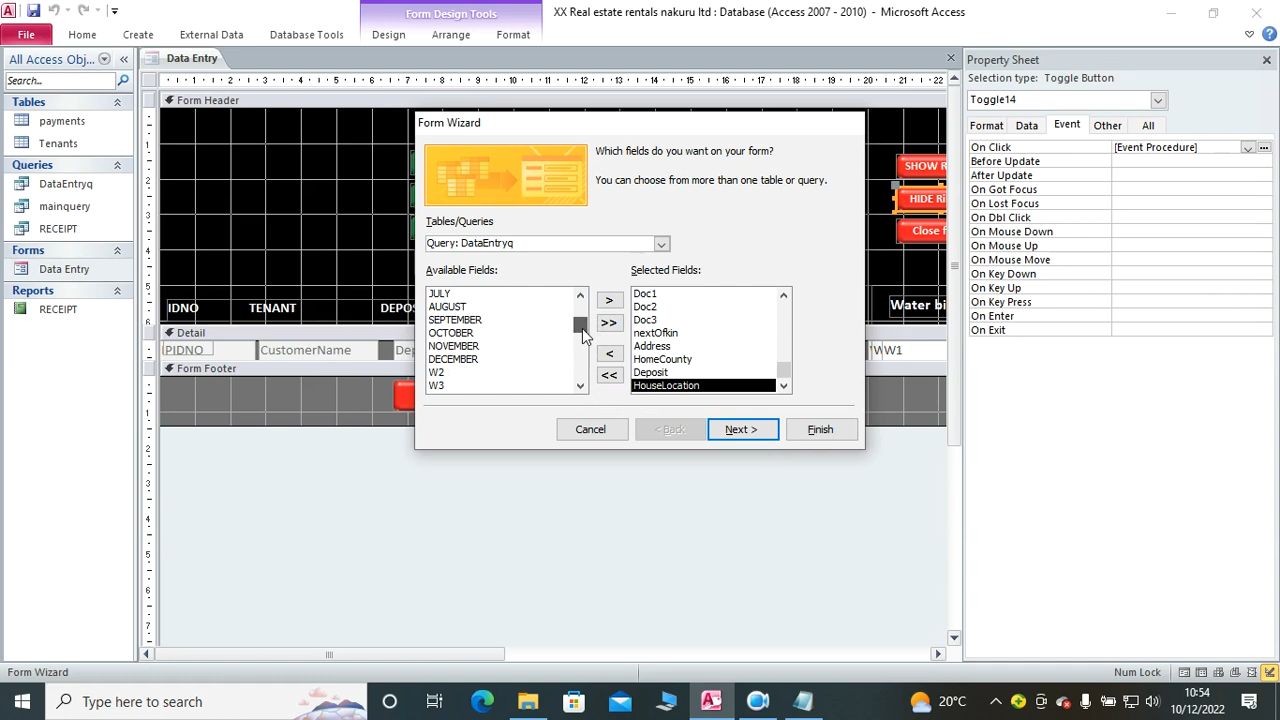 XX Real estate rentals nakuru ltd : Database (Access 2007 - 2010) - Microsoft Access
Form Design Tools
File Home Create External Data Database Tools Design Arrange Format
All Access Obj...
Search...
Tables
payments
Tenants
Queries
DataEntryq
mainquery
RECEIPT
Forms
Data Entry
Reports
RECEIPT
Data Entry
Form Header
SHOW R
HIDE Ri
Close f
IDNO TENANT DEPO Water bi
Detail
PIDNO CustomerName Dep W1
Form Footer
Form Wizard
Which fields do you want on your form?
You can choose from more than one table or query.
Tables/Queries
Query: DataEntryq
Available Fields:
JULY
AUGUST
SEPTEMBER
OCTOBER
NOVEMBER
DECEMBER
W2
W3
>
>>
<
<<
Selected Fields:
Doc1
Doc2
Doc3
nextOfkin
Address
HomeCounty
Deposit
HouseLocation
Cancel < Back Next > Finish
Property Sheet
Selection type: Toggle Button
Toggle14
Format Data Event Other All
On Click [Event Procedure]
Before Update
After Update
On Got Focus
On Lost Focus
On Dbl Click
On Mouse Down
On Mouse Up
On Mouse Move
On Key Down
On Key Up
On Key Press
On Enter
On Exit
Form Wizard Num Lock
Type here to search
20°C
10:54
10/12/2022